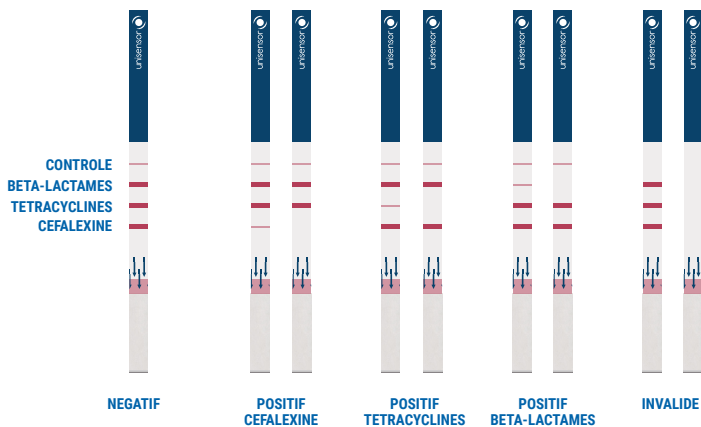 unisensor
unisensor
unisensor
unisensor
unisensor
unisensor
unisensor
unisensor
unisensor
CONTROLE
BETA-LACTAMES
TETRACYCLINES
CEFALEXINE
NEGATIF
POSITIF
CEFALEXINE
POSITIF
TETRACYCLINES
POSITIF
BETA-LACTAMES
INVALIDE